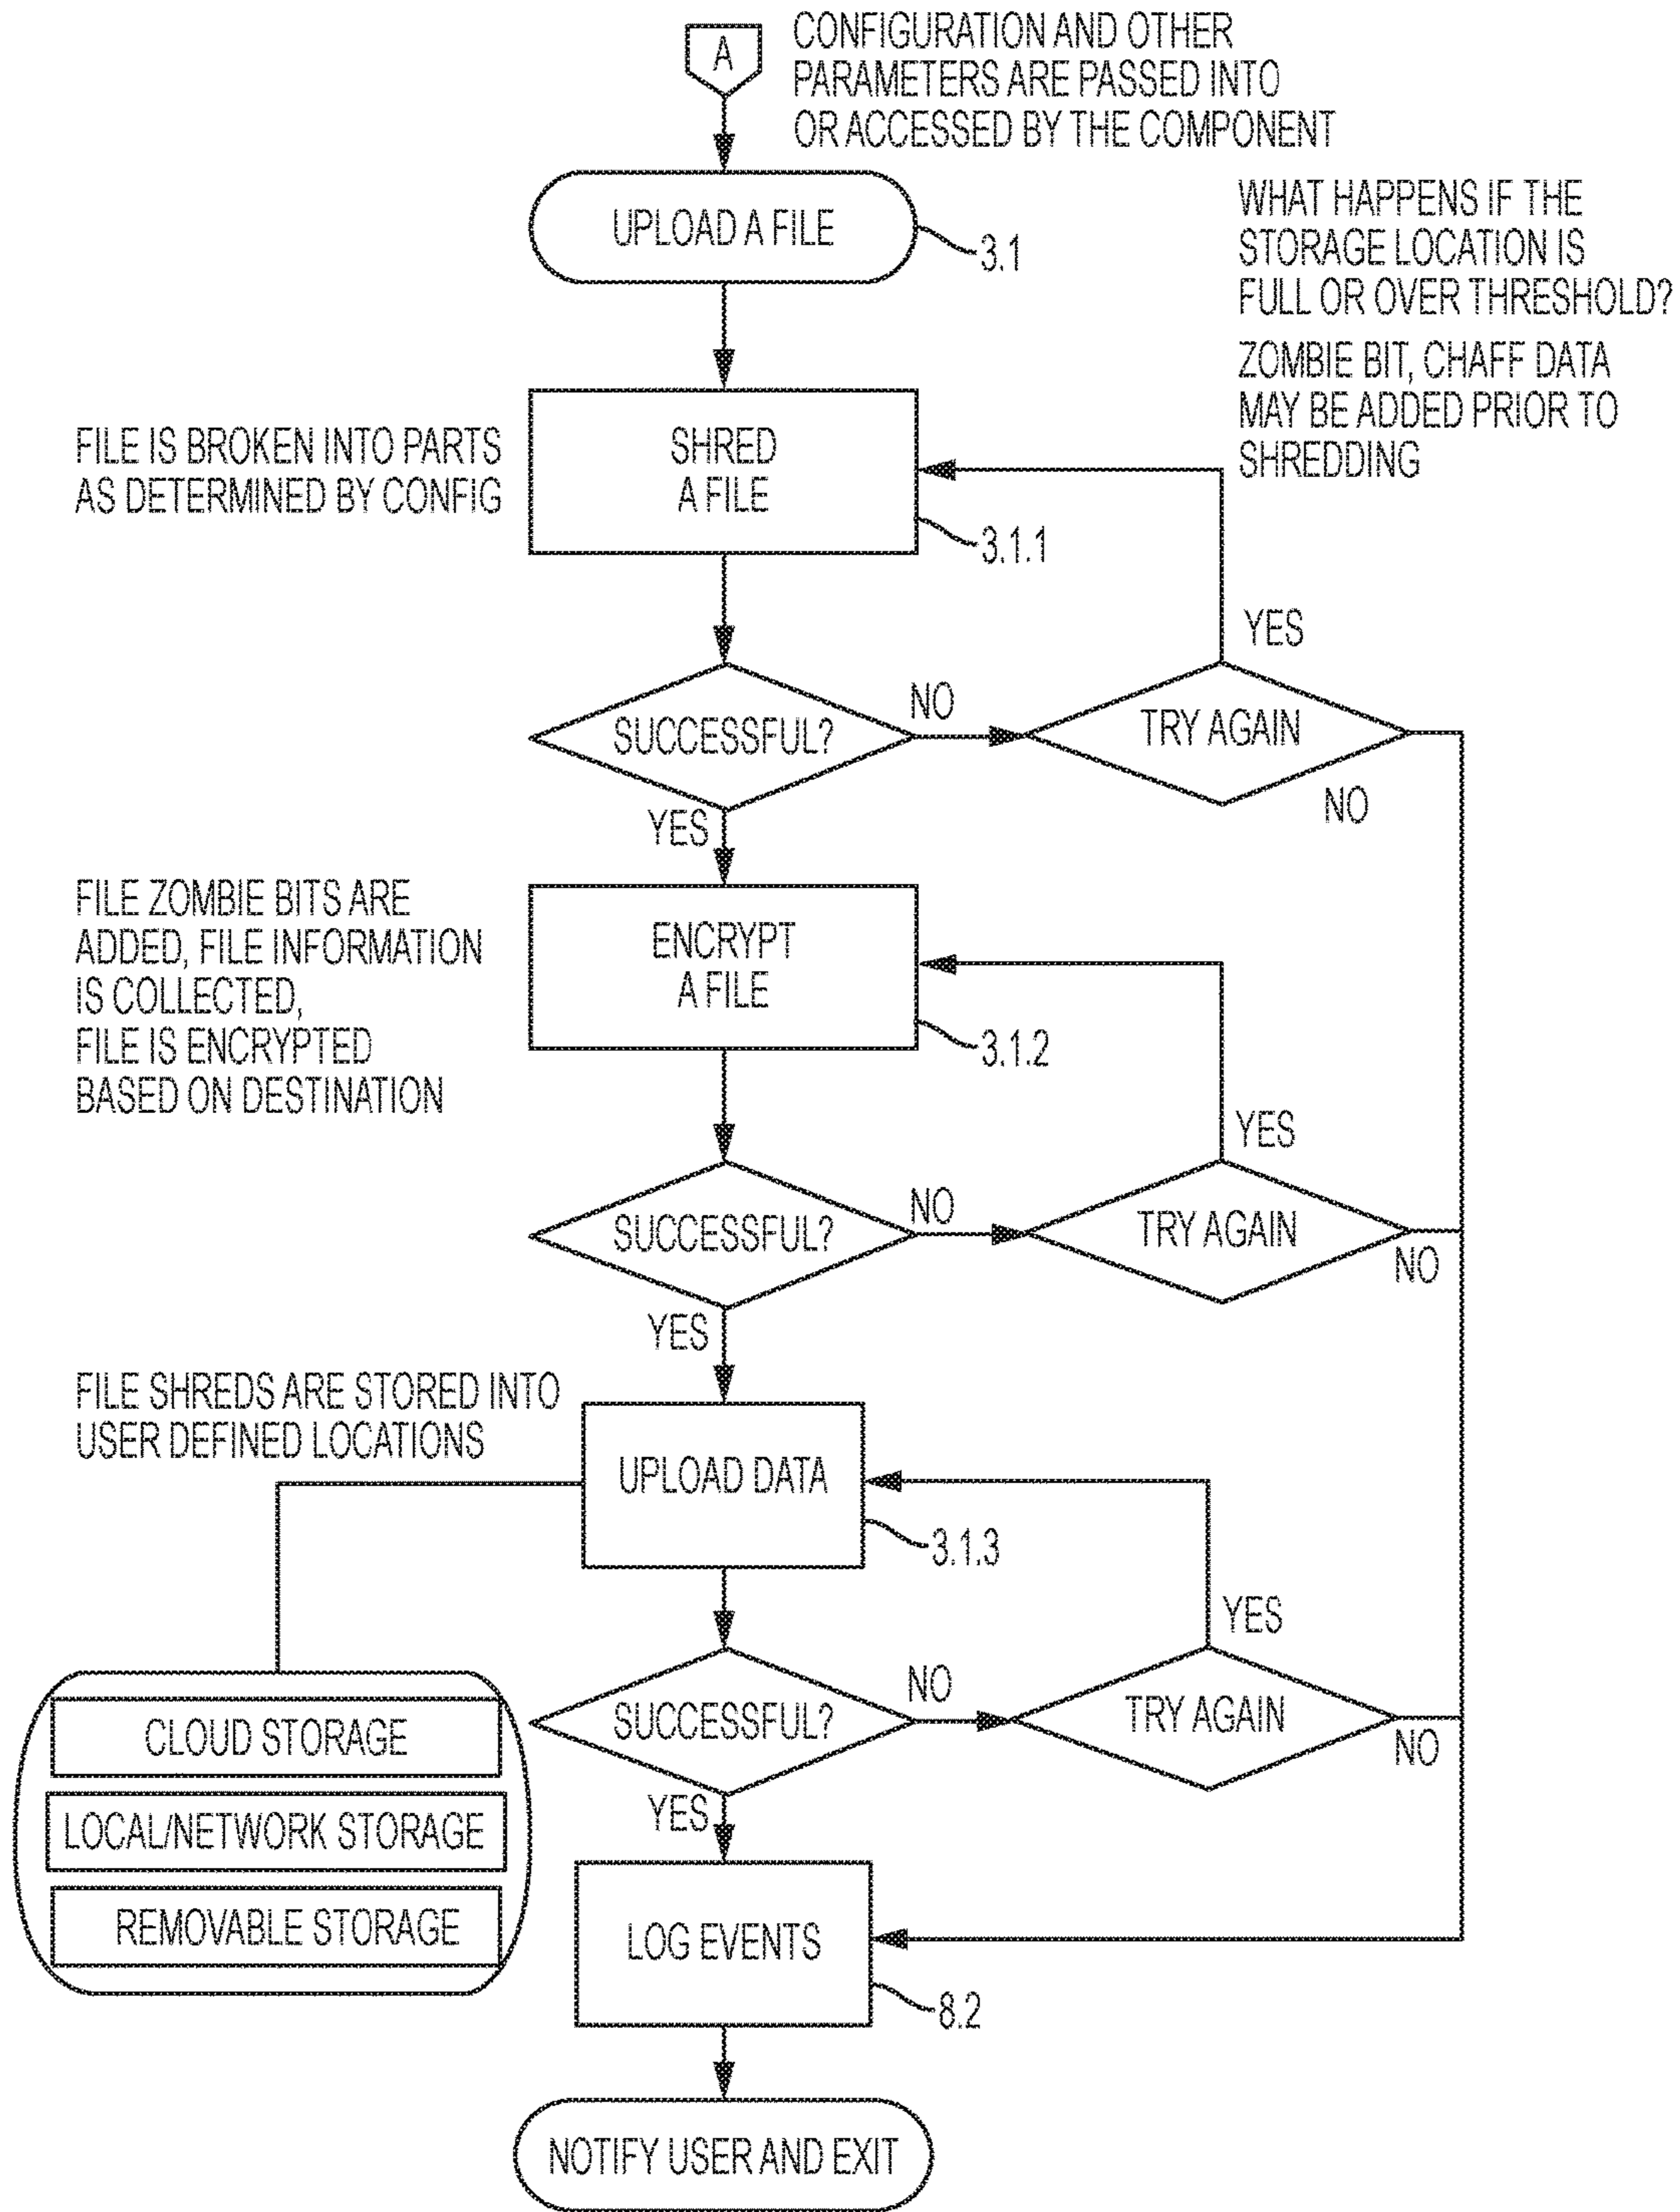 A
CONFIGURATION AND OTHER
PARAMETERS ARE PASSED INTO
OR ACCESSED BY THE COMPONENT
UPLOAD A FILE
3.1
WHAT HAPPENS IF THE
STORAGE LOCATION IS
FULL OR OVER THRESHOLD?
ZOMBIE BIT, CHAFF DATA
MAY BE ADDED PRIOR TO
SHREDDING
FILE IS BROKEN INTO PARTS
AS DETERMINED BY CONFIG
SHRED
A FILE
3.1.1
YES
SUCCESSFUL?
NO
TRY AGAIN
NO
YES
FILE ZOMBIE BITS ARE
ADDED, FILE INFORMATION
IS COLLECTED,
FILE IS ENCRYPTED
BASED ON DESTINATION
ENCRYPT
A FILE
3.1.2
YES
SUCCESSFUL?
NO
TRY AGAIN
NO
YES
FILE SHREDS ARE STORED INTO
USER DEFINED LOCATIONS
UPLOAD DATA
3.1.3
YES
SUCCESSFUL?
NO
TRY AGAIN
NO
YES
CLOUD STORAGE
LOCAL/NETWORK STORAGE
REMOVABLE STORAGE
LOG EVENTS
8.2
NOTIFY USER AND EXIT